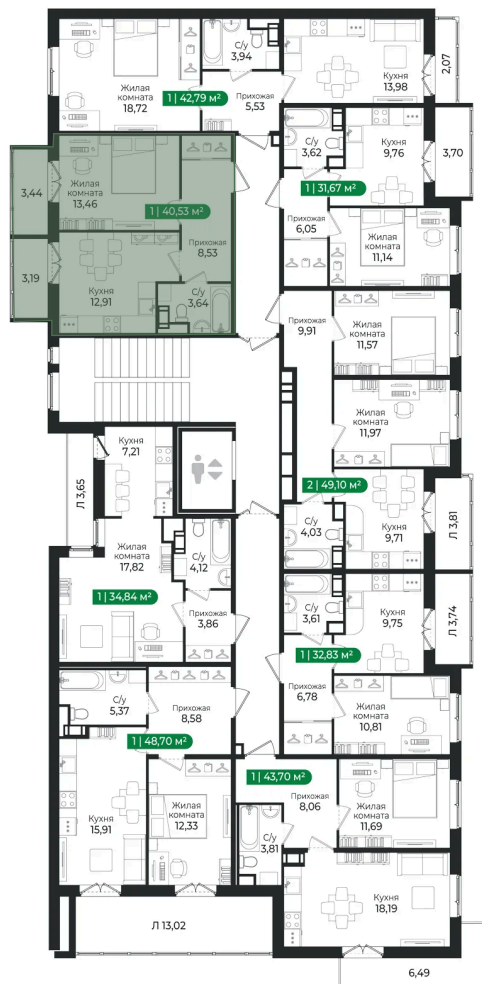 С/у
3,94
Жилая
комната
18,72
Кухня
13,98
2,07
1 | 42,79 м²
Прихожая
5,53
С/у
3,62
Кухня
9,76
3,70
3,44
Жилая
комната
13,46
1 | 31,67 м²
1 | 40,53 м²
6,05
Жилая
комната
11,14
8,53
3,19
Кухня
12,91
С/у
3,64
Прихожая
9,91
Жилая
комната
11,57
Жилая
комната
11,97
Кухня
7,21
Л 3,65
2 | 49,10 м²
Л 3,81
С/у
4,03
Кухня
9,71
Жилая
комната
17,82
С/у
4,12
1 | 34,84 м²
Прихожая
3,86
С/у
3,61
Кухня
9,75
Л 3,74
1 | 32,83 м²
С/у
5,37
Прихожая
6,78
Прихожая
8,58
Жилая
комната
10,81
1 | 48,70 м²
1 | 43,70 м²
Прихожая
8,06
Жилая
комната
11,69
Кухня
15,91
Жилая
комната
12,33
С/у
3,81
Кухня
18,19
Л 13,02
6,49